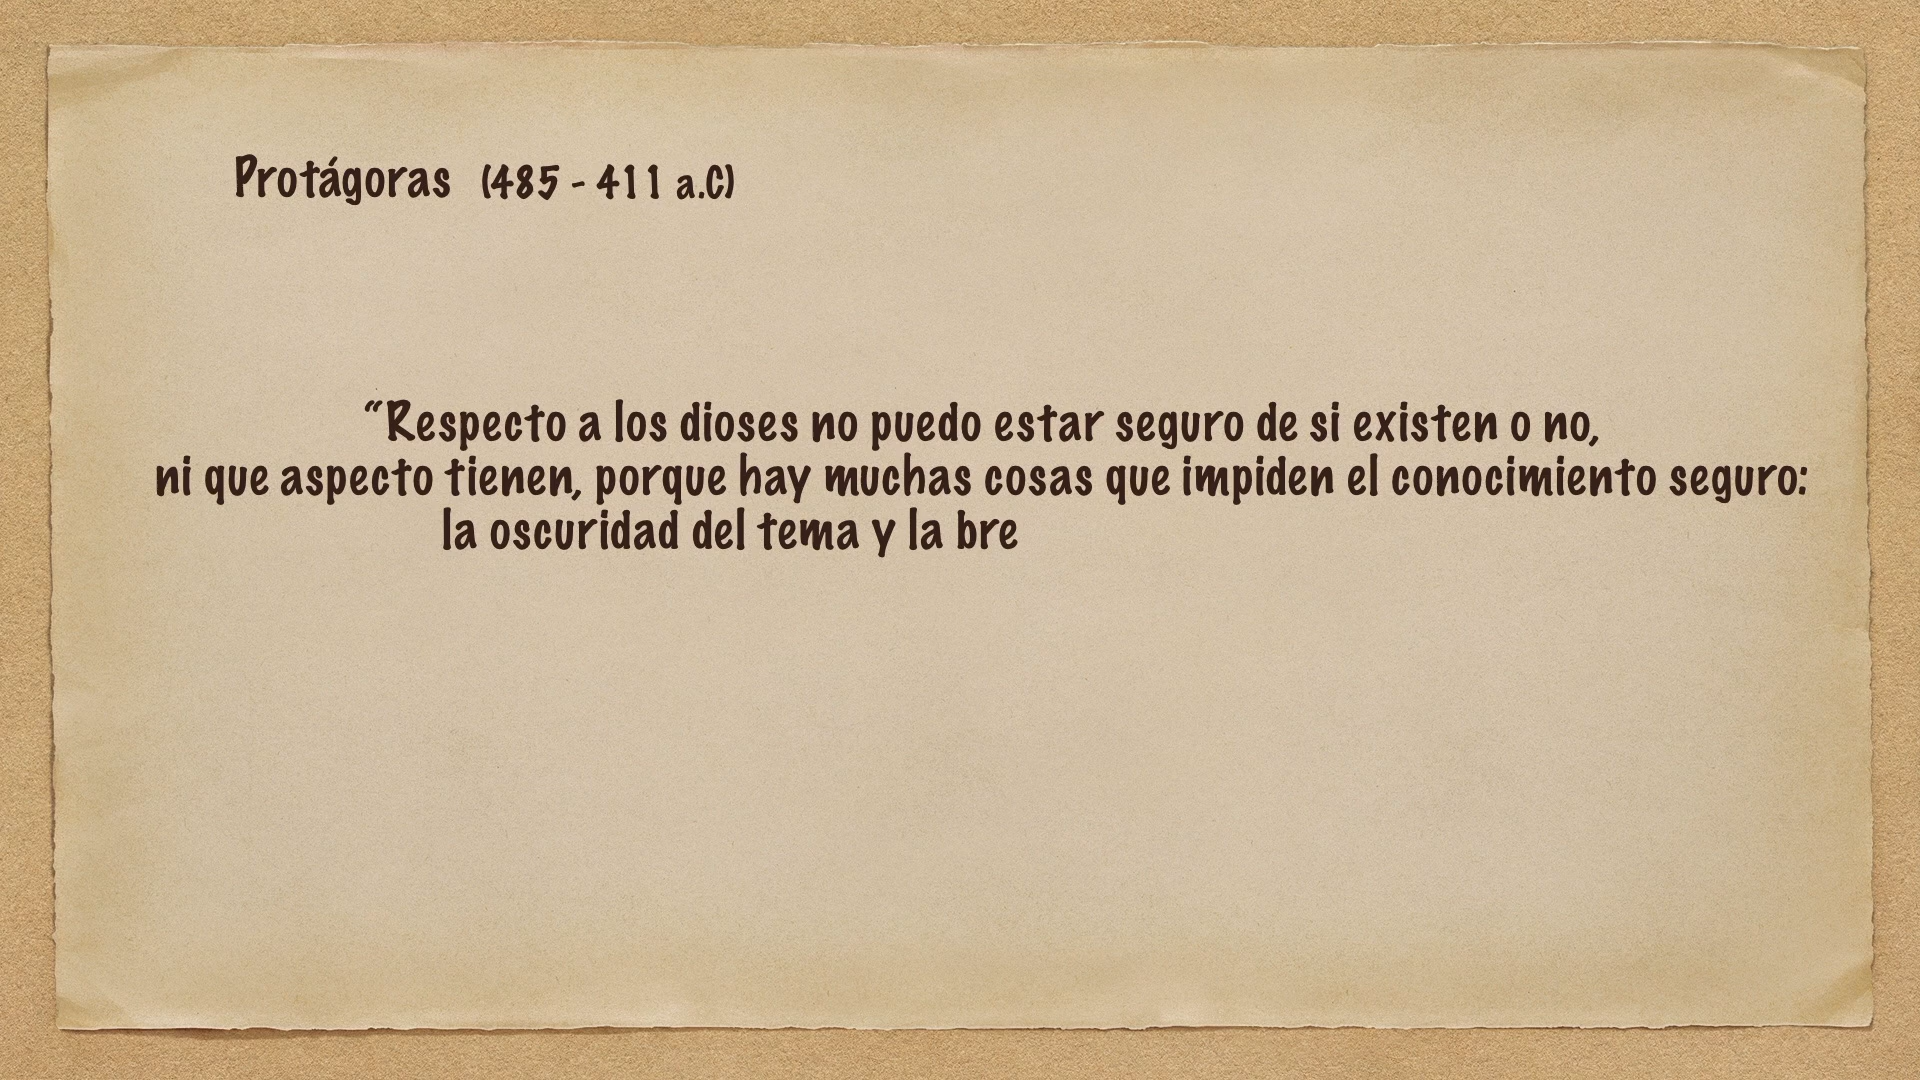 Protágoras (485 - 411 a.C)
“Respecto a los dioses no puedo estar seguro de si existen o no,
ni que aspecto tienen, porque hay muchas cosas que impiden el conocimiento seguro:
la oscuridad del tema y la bre